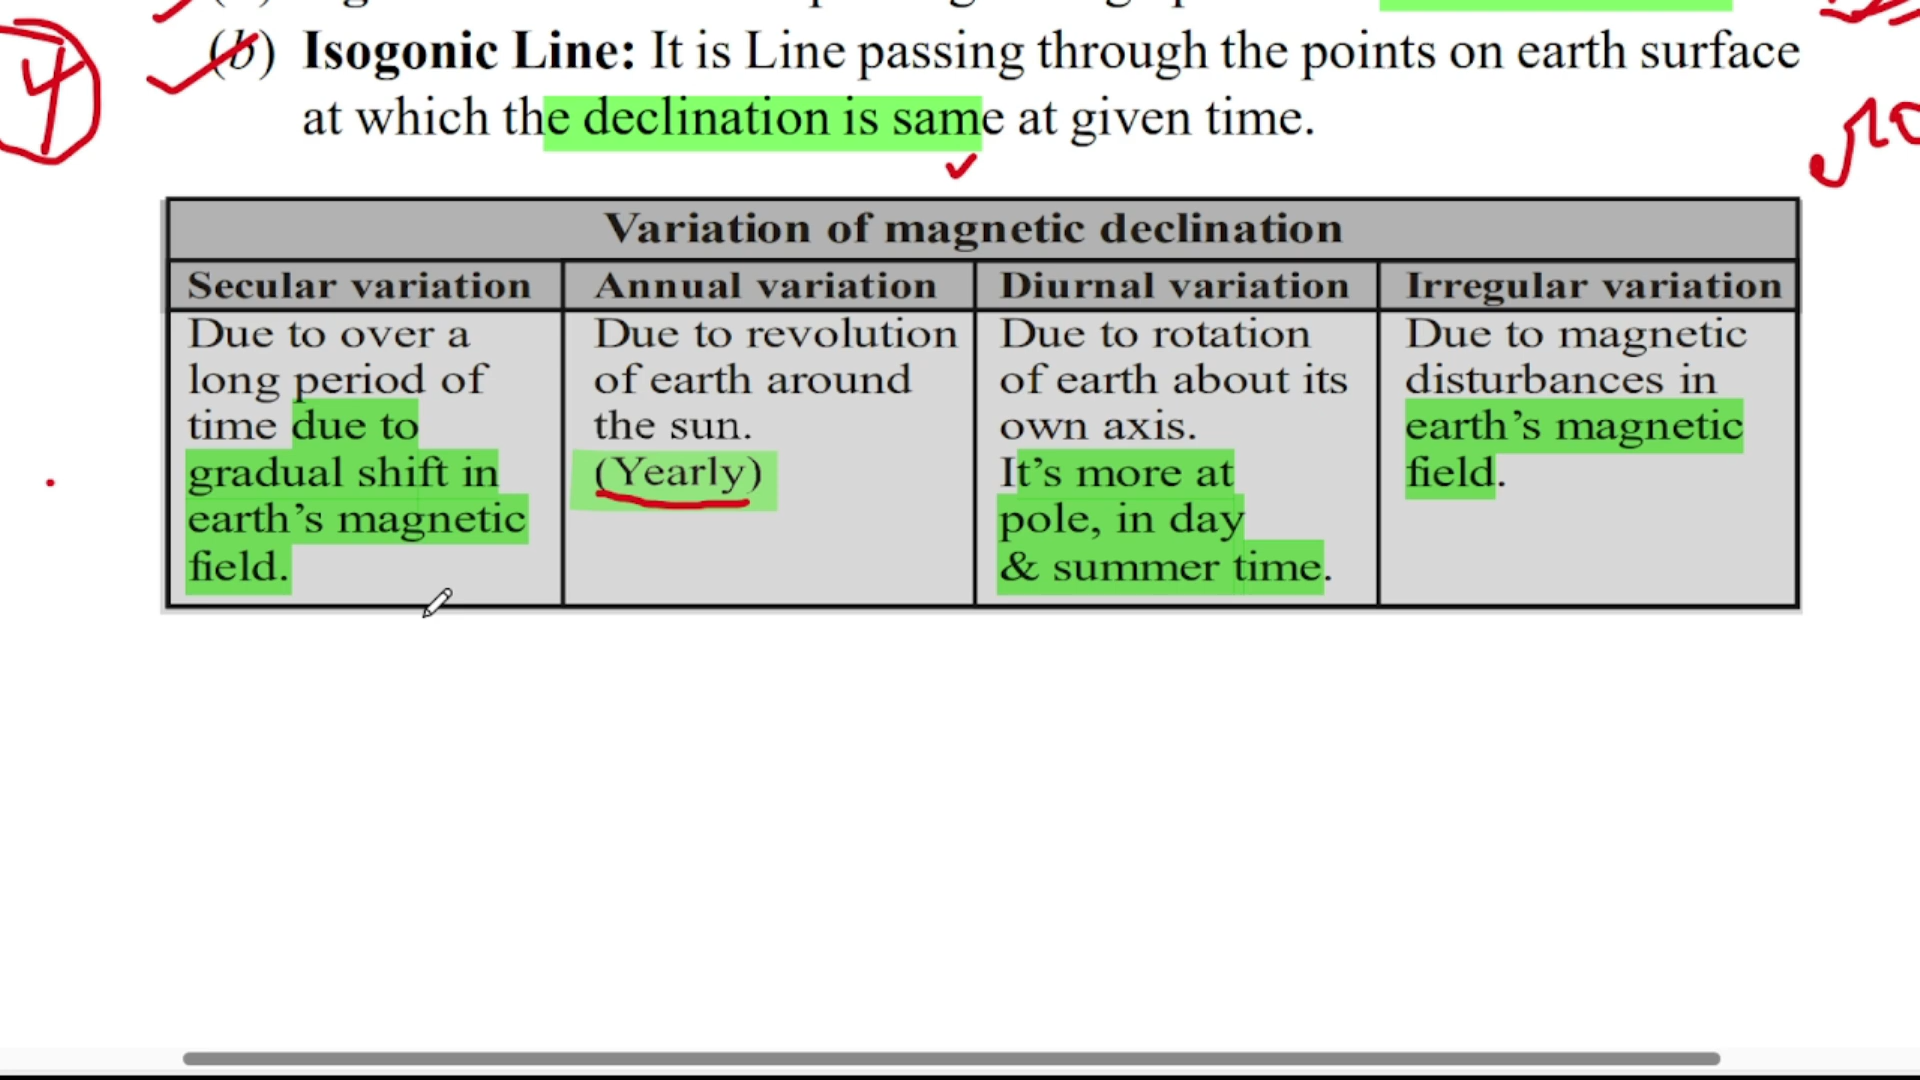 (b) Isogonic Line: It is Line passing through the points on earth surface
at which the declination is same at given time.
4
Variation of magnetic declination
Secular variation
Due to over a
long period of
time due to
gradual shift in
earth’s magnetic
field.
Annual variation
Due to revolution
of earth around
the sun.
(Yearly)
Diurnal variation
Due to rotation
of earth about its
own axis.
It’s more at
pole, in day
& summer time.
Irregular variation
Due to magnetic
disturbances in
earth’s magnetic
field.